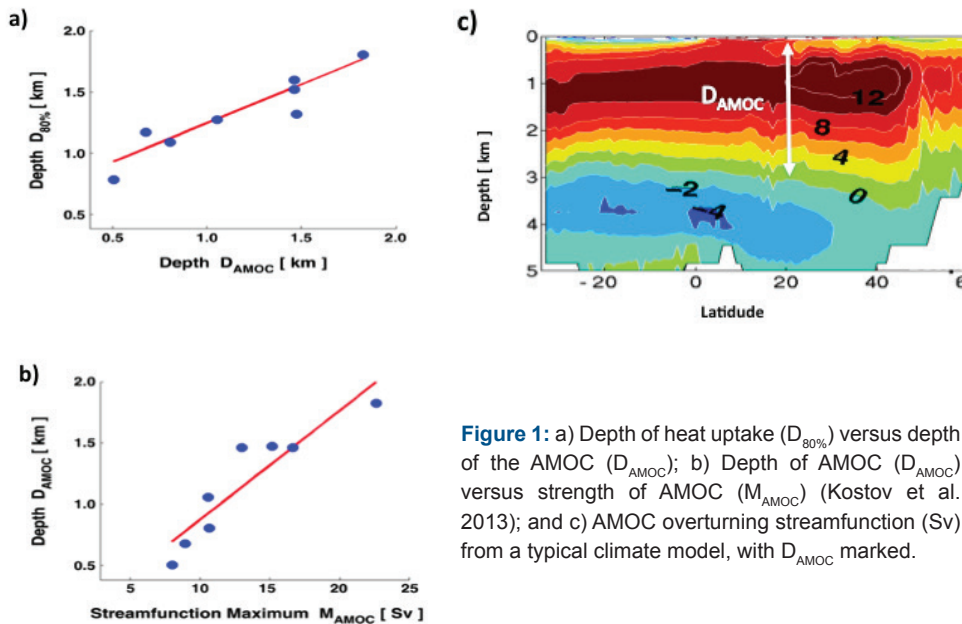 a)
2.0
1.5
1.0
0.5
Depth D80% [ km ]
0.5 1.0 1.5 2.0
Depth DAMOC [ km ]
b)
2.0
1.5
1.0
0.5
Depth DAMOC [ km ]
5 10 15 20 25
Streamfunction Maximum MAMOC [ Sv ]
c)
0
1
2
3
4
5
Depth [ km ]
DAMOC
12
8
4
0
−2
−4
- 20 0 20 40 6
Latidude
Figure 1: a) Depth of heat uptake (D80%) versus depth
of the AMOC (DAMOC); b) Depth of AMOC (DAMOC)
versus strength of AMOC (MAMOC) (Kostov et al.
2013); and c) AMOC overturning streamfunction (Sv)
from a typical climate model, with DAMOC marked.